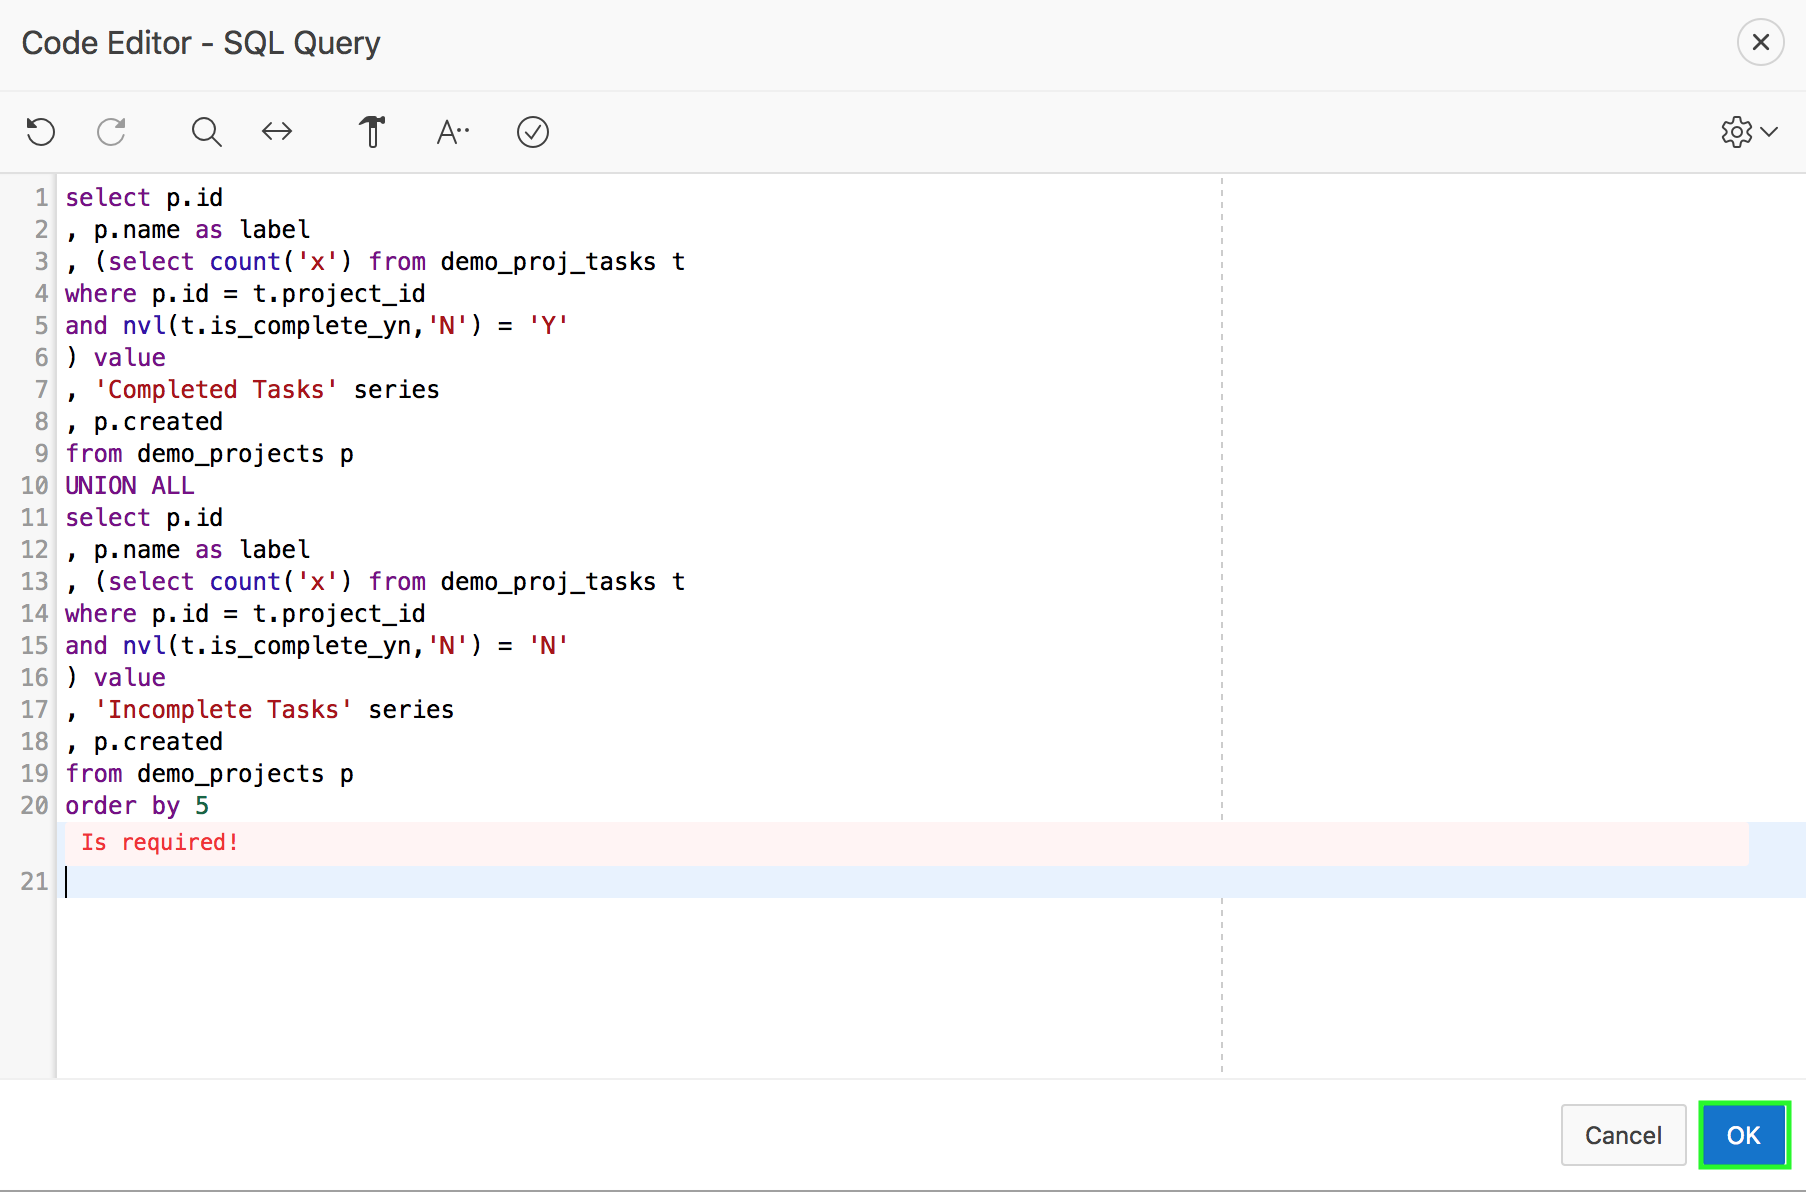 Code Editor - SQL Query
A
1 select p.id
2 , p.name as label
3 , (select count('x') from demo_proj_tasks t
4 where p.id = t.project_id
5 and nvl(t.is_complete_yn,'N') = 'Y'
6 ) value
7 , 'Completed Tasks' series
8 , p.created
9 from demo_projects p
10 UNION ALL
11 select p.id
12 , p.name as label
13 , (select count('x') from demo_proj_tasks t
14 where p.id = t.project_id
15 and nvl(t.is_complete_yn,'N') = 'N'
16 ) value
17 , 'Incomplete Tasks' series
18 , p.created
19 from demo_projects p
20 order by 5
Is required!
21
Cancel OK